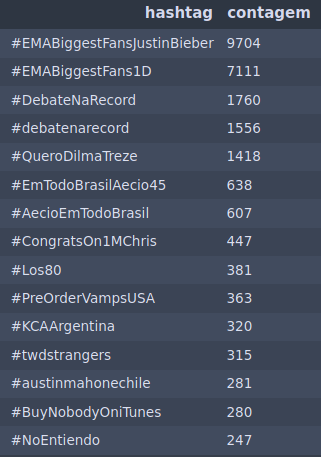 hashtag contagem
#EMABiggestFansJustinBieber 9704
#EMABiggestFans1D 7111
#DebateNaRecord 1760
#debatenarecord 1556
#QueroDilmaTreze 1418
#EmTodoBrasilAecio45 638
#AecioEmTodoBrasil 607
#CongratsOn1MChris 447
#Los80 381
#PreOrderVampsUSA 363
#KCAArgentina 320
#twdstrangers 315
#austinmahonechile 281
#BuyNobodyOniTunes 280
#NoEntiendo 247